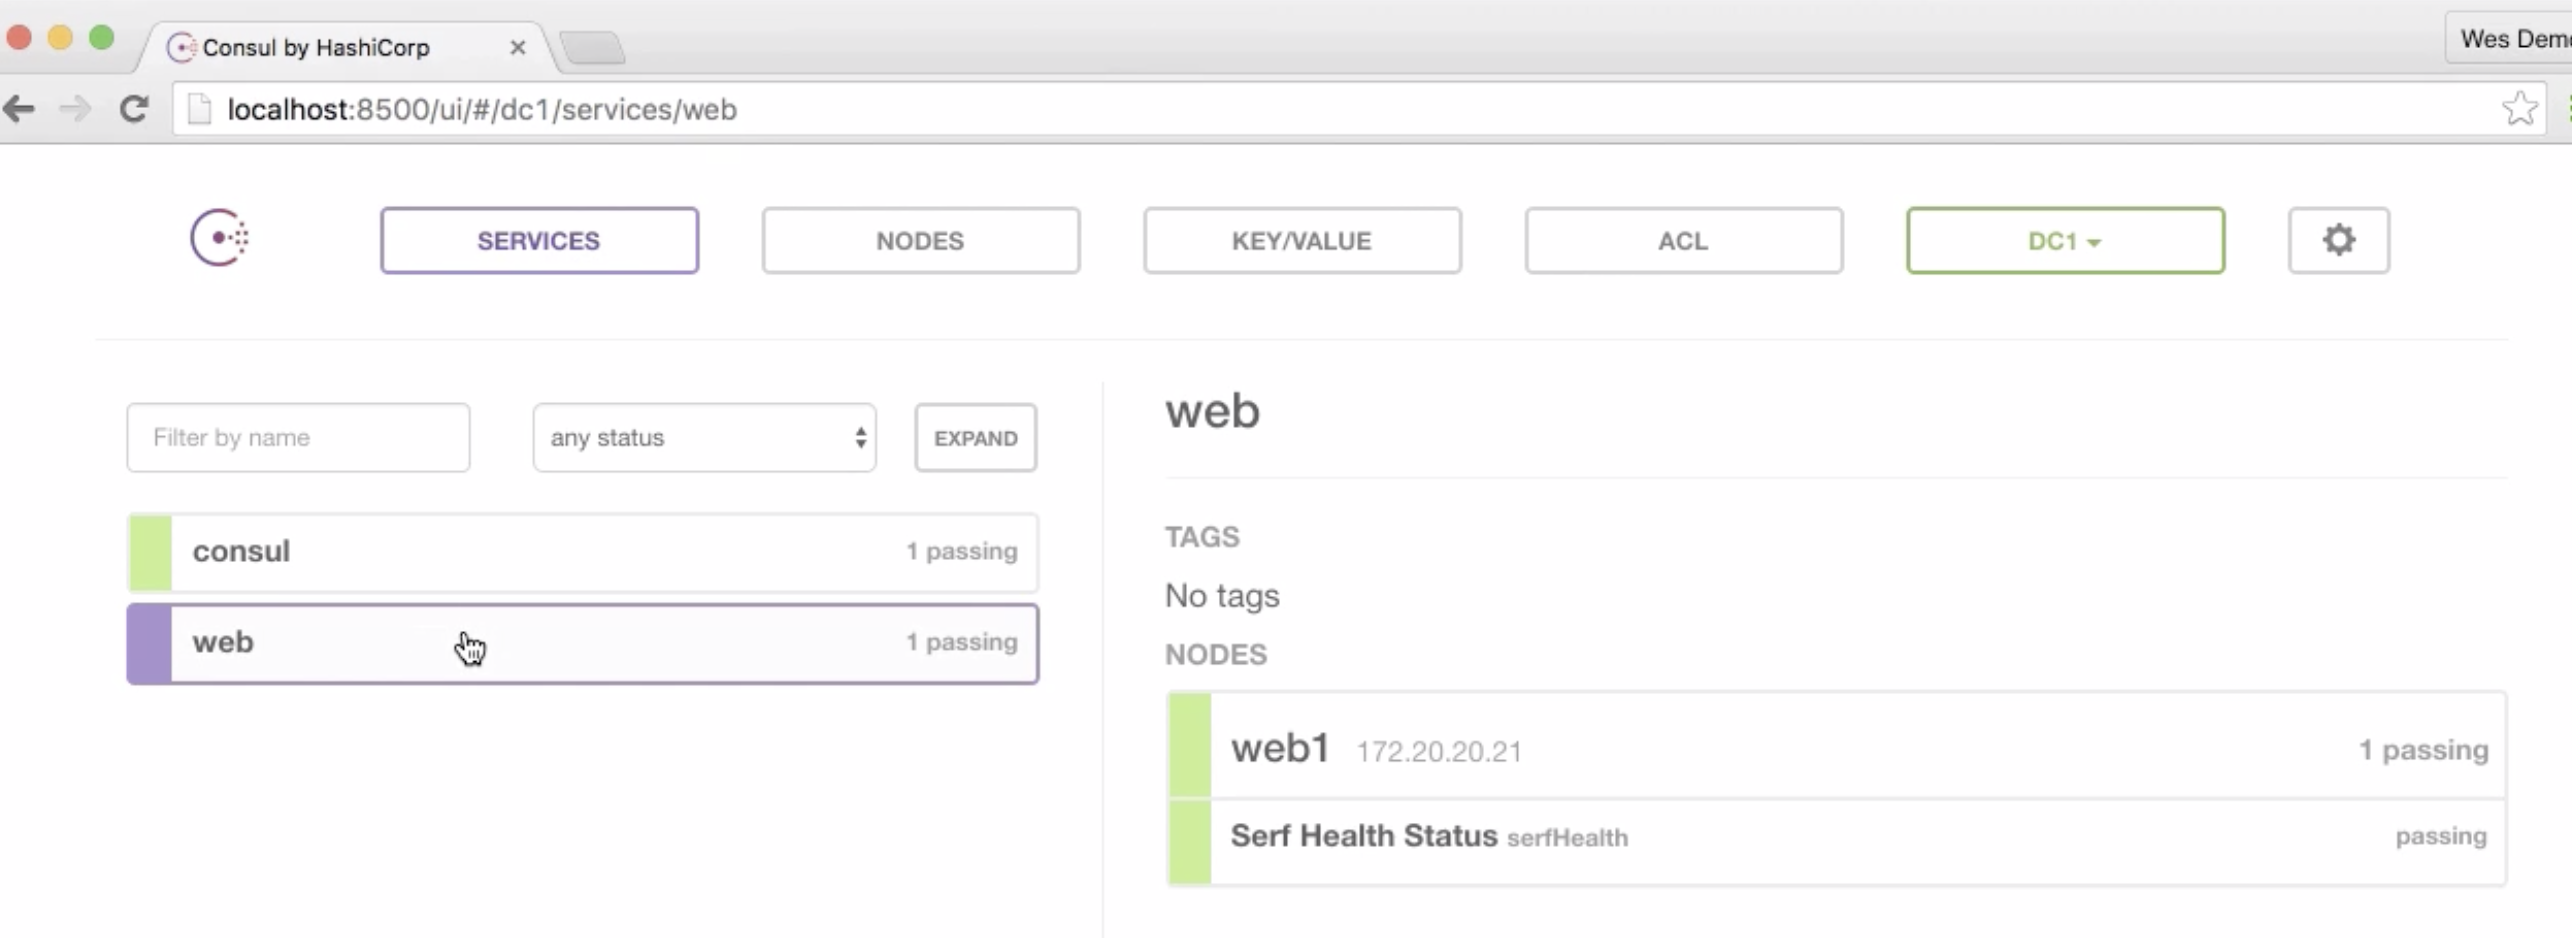 Consul by HashiCorp
Wes Demo
localhost:8500/ui/#/dc1/services/web
SERVICES NODES KEY/VALUE ACL DC1
Filter by name any status EXPAND
consul 1 passing
web 1 passing
web
TAGS
No tags
NODES
web1 172.20.20.21 1 passing
Serf Health Status serfHealth passing